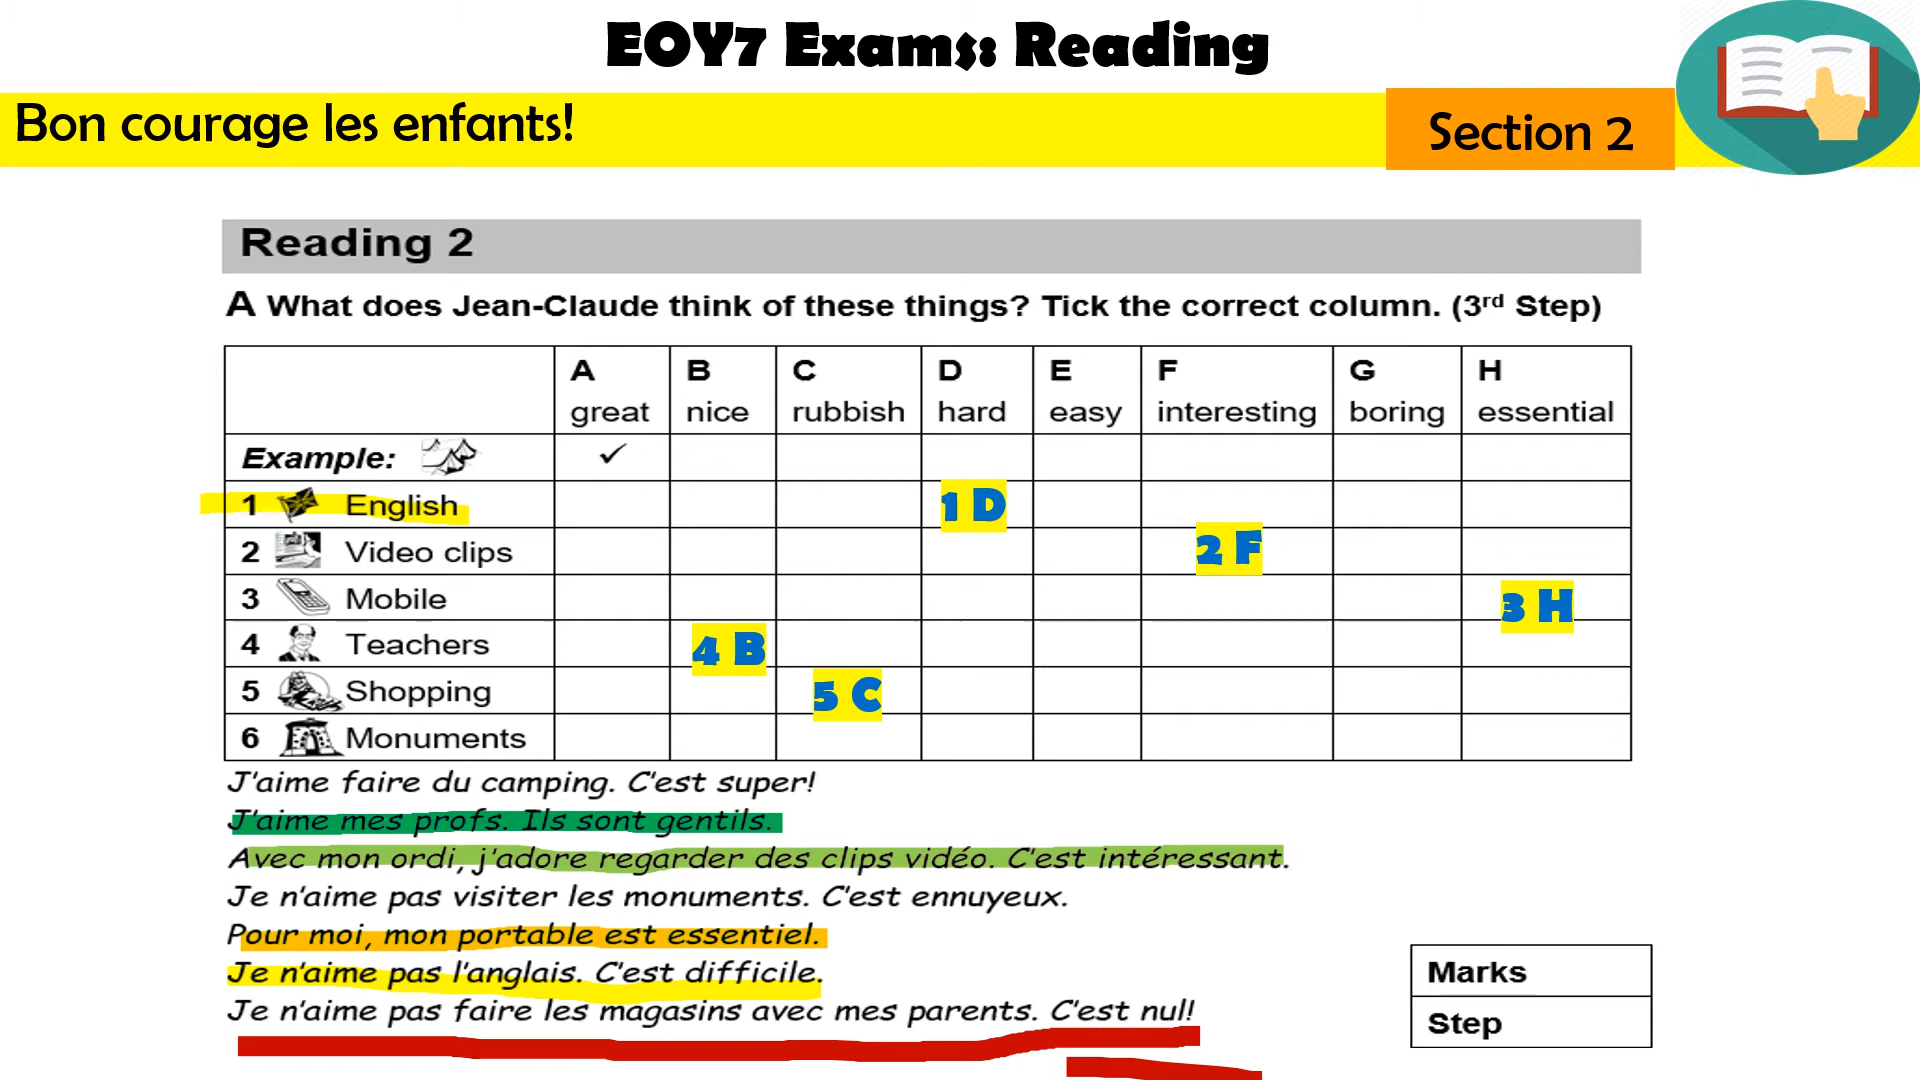 EOY7 Exams: Reading
Bon courage les enfants!
Section 2
Reading 2
A What does Jean-Claude think of these things? Tick the correct column. (3rd Step)
A B C D E F G H
great nice rubbish hard easy interesting boring essential
Example: ✓
1 English 1 D
2 Video clips 2 F
3 Mobile 3 H
4 Teachers 4 B
5 Shopping 5 C
6 Monuments
J'aime faire du camping. C'est super!
J'aime mes profs. Ils sont gentils.
Avec mon ordi, j'adore regarder des clips vidéo. C'est intéressant.
Je n'aime pas visiter les monuments. C'est ennuyeux.
Pour moi, mon portable est essentiel.
Je n'aime pas l'anglais. C'est difficile.
Je n'aime pas faire les magasins avec mes parents. C'est nul!
Marks
Step